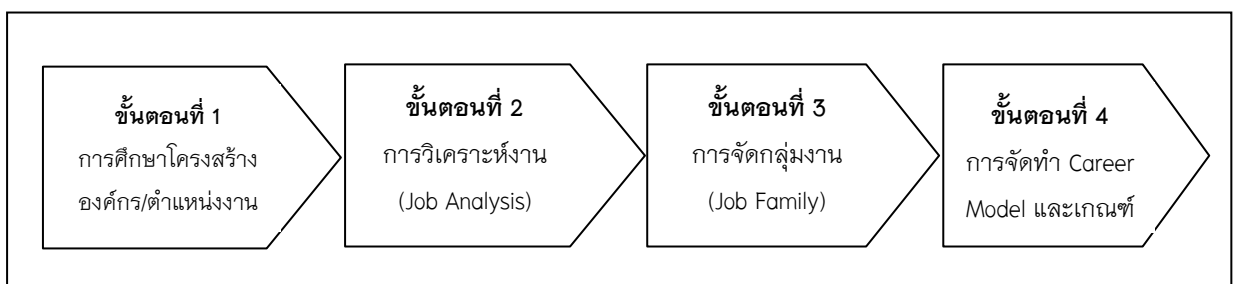 ขั้นตอนที่ 1
การศึกษาโครงสร้าง
องค์กร/ตำแหน่งงาน
ขั้นตอนที่ 2
การวิเคราะห์งาน
(Job Analysis)
ขั้นตอนที่ 3
การจัดกลุ่มงาน
(Job Family)
ขั้นตอนที่ 4
การจัดทำ Career
Model และเกณฑ์